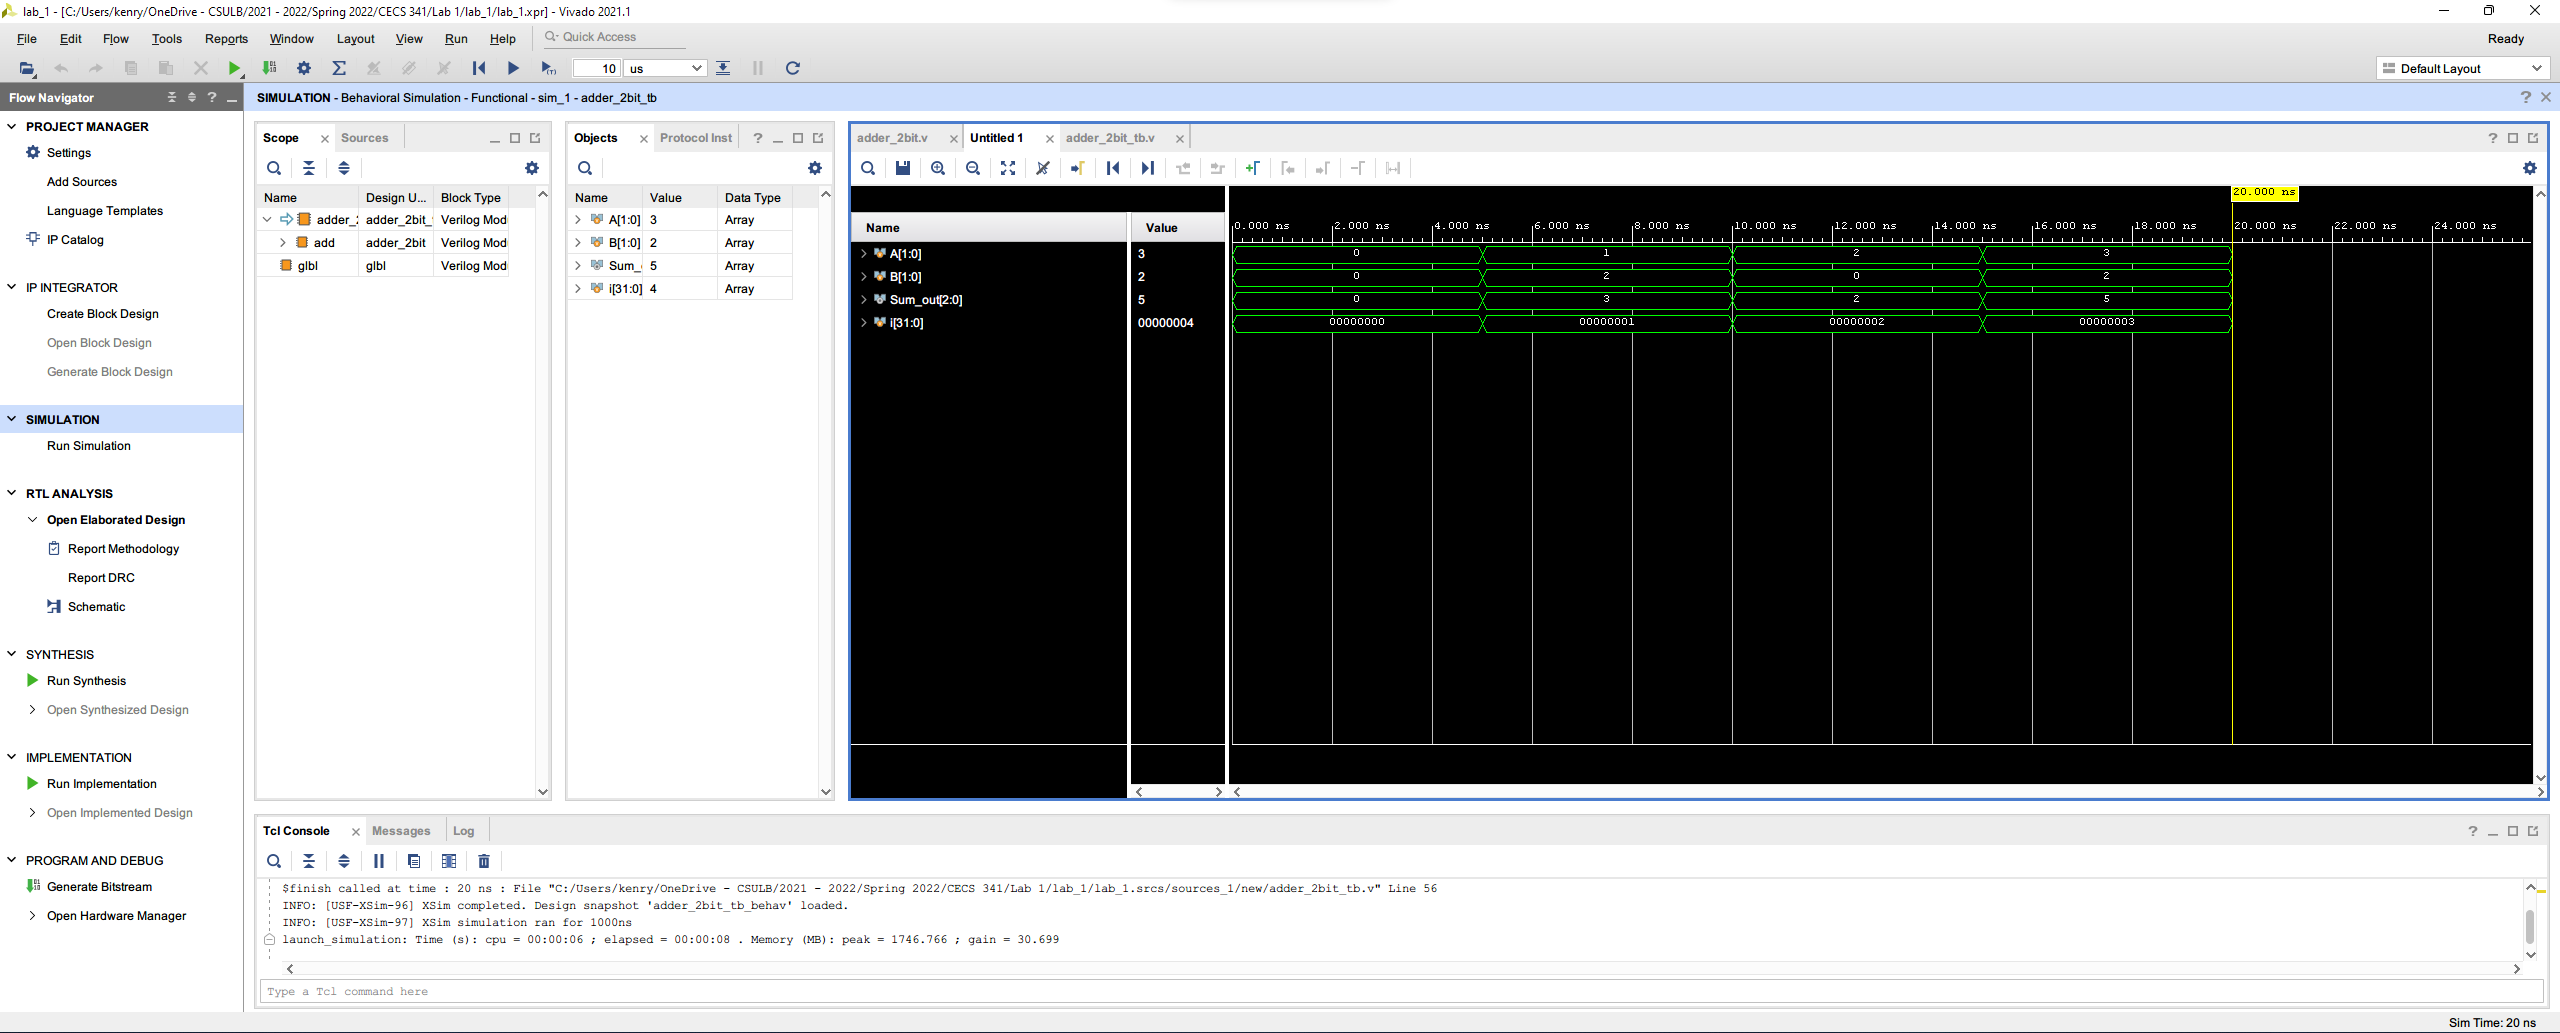 lab_1 - [C:/Users/kenry/OneDrive - CSULB/2021 - 2022/Spring 2022/CECS 341/Lab 1/lab_1/lab_1.xpr] - Vivado 2021.1
File Edit Flow Tools Reports Window Layout View Run Help Quick Access Ready
10 us Default Layout
Flow Navigator
SIMULATION - Behavioral Simulation - Functional - sim_1 - adder_2bit_tb
PROJECT MANAGER
Settings
Add Sources
Language Templates
IP Catalog
IP INTEGRATOR
Create Block Design
Open Block Design
Generate Block Design
SIMULATION
Run Simulation
RTL ANALYSIS
Open Elaborated Design
Report Methodology
Report DRC
Schematic
SYNTHESIS
Run Synthesis
Open Synthesized Design
IMPLEMENTATION
Run Implementation
Open Implemented Design
PROGRAM AND DEBUG
Generate Bitstream
Open Hardware Manager
Scope Sources
Name Design U... Block Type
adder_2 adder_2bit_ Verilog Mod
add adder_2bit Verilog Mod
glbl glbl Verilog Mod
Objects Protocol Inst
Name Value Data Type
A[1:0] 3 Array
B[1:0] 2 Array
Sum_ 5 Array
i[31:0] 4 Array
adder_2bit.v Untitled 1 adder_2bit_tb.v
20.000 ns
Name Value
0.000 ns 2.000 ns 4.000 ns 6.000 ns 8.000 ns 10.000 ns 12.000 ns 14.000 ns 16.000 ns 18.000 ns 20.000 ns 22.000 ns 24.000 ns
A[1:0] 3 0 1 2 3
B[1:0] 2 0 2 0 2
Sum_out[2:0] 5 0 3 2 5
i[31:0] 00000004 00000000 00000001 00000002 00000003
Tcl Console Messages Log
$finish called at time : 20 ns : File "C:/Users/kenry/OneDrive - CSULB/2021 - 2022/Spring 2022/CECS 341/Lab 1/lab_1/lab_1.srcs/sources_1/new/adder_2bit_tb.v" Line 56
INFO: [USF-XSim-96] XSim completed. Design snapshot 'adder_2bit_tb_behav' loaded.
INFO: [USF-XSim-97] XSim simulation ran for 1000ns
launch_simulation: Time (s): cpu = 00:00:06 ; elapsed = 00:00:08 . Memory (MB): peak = 1746.766 ; gain = 30.699
Type a Tcl command here
Sim Time: 20 ns